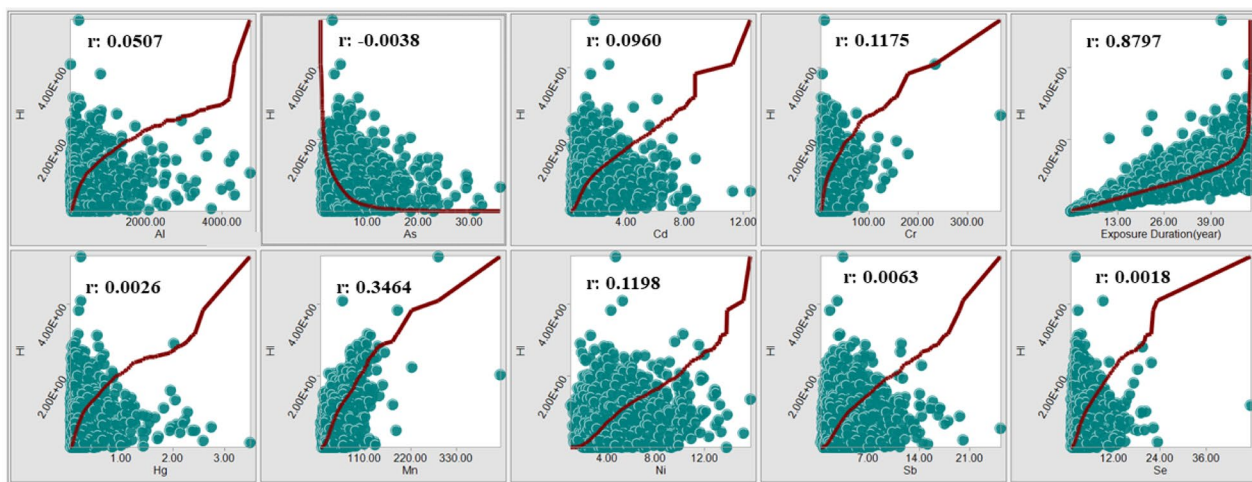 r: 0.0507
HI
4.00E+00
2.00E+00
2000.00
4000.00
Al
r: -0.0038
HI
4.00E+00
2.00E+00
10.00
20.00
30.00
As
r: 0.0960
HI
4.00E+00
2.00E+00
4.00
8.00
12.00
Cd
r: 0.1175
HI
4.00E+00
2.00E+00
100.00
200.00
300.00
Cr
r: 0.8797
HI
4.00E+00
2.00E+00
13.00
26.00
39.00
Exposure Duration(year)
r: 0.0026
HI
4.00E+00
2.00E+00
1.00
2.00
3.00
Hg
r: 0.3464
HI
4.00E+00
2.00E+00
110.00
220.00
330.00
Mn
r: 0.1198
HI
4.00E+00
2.00E+00
4.00
8.00
12.00
Ni
r: 0.0063
HI
4.00E+00
2.00E+00
7.00
14.00
21.00
Sb
r: 0.0018
HI
4.00E+00
2.00E+00
12.00
24.00
36.00
Se